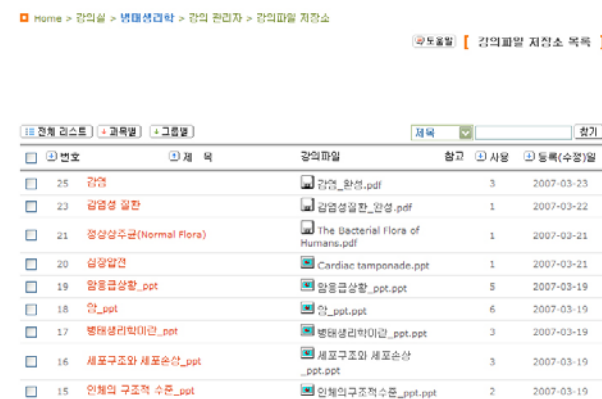 Home > 강의실 > 병태생리학 > 강의 관리자 > 강의파일 저장소
도움말 [ 강의파일 저장소 목록 ]
전체 리스트 과목별 그룹별 제목 찾기
번호 제 목 강의파일 참고 사용 등록(수정)일
25 감염 감염_완성.pdf 3 2007-03-23
23 감염성 질환 감염성질환_완성.pdf 1 2007-03-22
21 정상상주균(Normal Flora) The Bacterial Flora of
Humans.pdf 1 2007-03-21
20 심장압전 Cardiac tamponade.ppt 1 2007-03-21
19 암응급상황_ppt 암응급상황_ppt.ppt 5 2007-03-19
18 암_ppt 암_ppt.ppt 6 2007-03-19
17 병태생리학이란_ppt 병태생리학이란_ppt.ppt 3 2007-03-19
16 세포구조와 세포손상_ppt 세포구조와 세포손상
_ppt.ppt 3 2007-03-19
15 인체의 구조적 수준_ppt 인체의구조적수준_ppt.ppt 2 2007-03-19